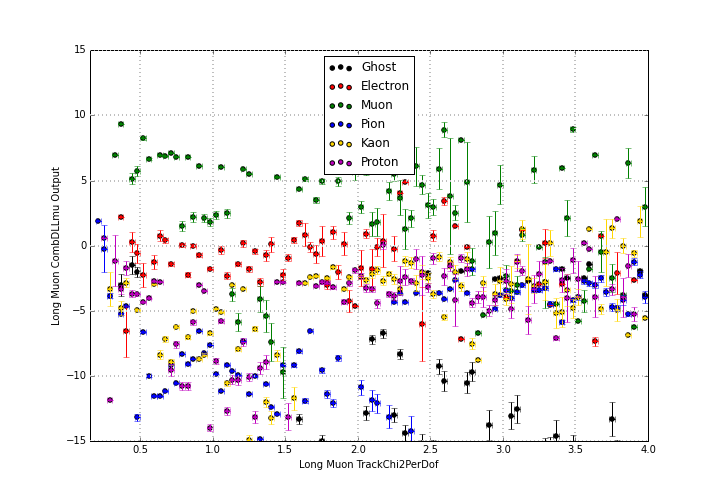 15
10
5
0
−5
−10
−15
Long Muon CombDLLmu Output
Ghost
Electron
Muon
Pion
Kaon
Proton
0.5 1.0 1.5 2.0 2.5 3.0 3.5 4.0
Long Muon TrackChi2PerDof